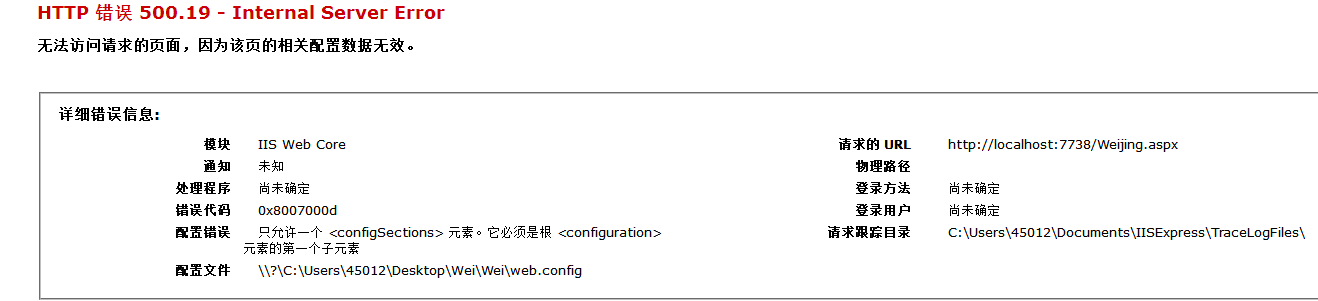 HTTP 错误 500.19 - Internal Server Error
无法访问请求的页面，因为该页的相关配置数据无效。
详细错误信息:
模块 IIS Web Core
通知 未知
处理程序 尚未确定
错误代码 0x8007000d
配置错误 只允许一个 <configSections> 元素。它必须是根 <configuration>
元素的第一个子元素
配置文件 \\?\C:\Users\45012\Desktop\Wei\Wei\web.config
请求的 URL http://localhost:7738/Weijing.aspx
物理路径
登录方法 尚未确定
登录用户 尚未确定
请求跟踪目录 C:\Users\45012\Documents\IISExpress\TraceLogFiles\